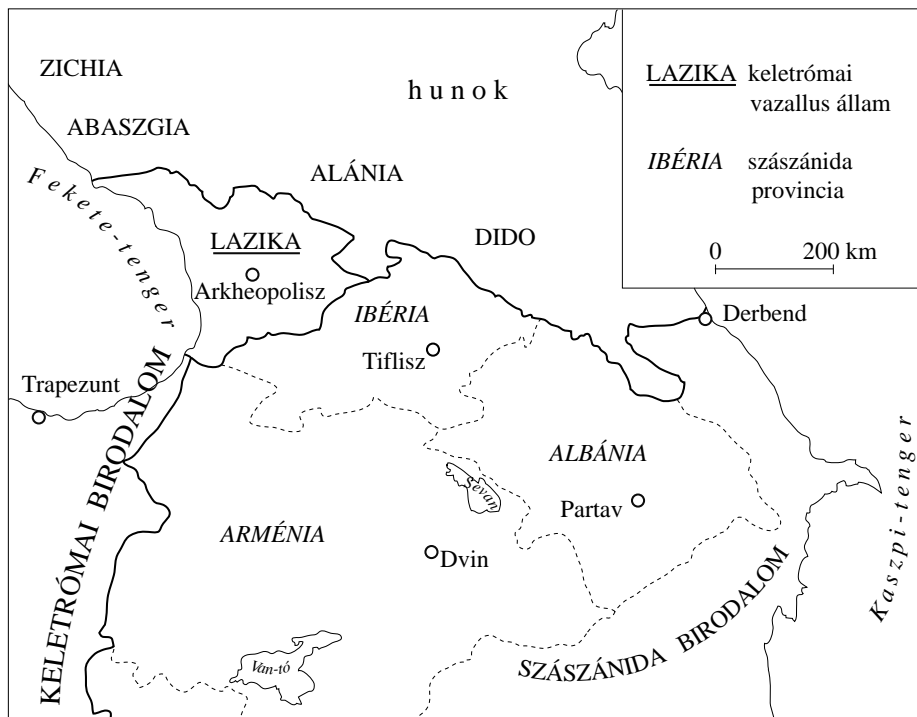 ZICHIA
hunok
ABASZGIA
ALÁNIA
Fekete-tenger
LAZIKA
DIDO
Arkheopolisz
IBÉRIA
Derbend
Tiflisz
Trapezunt
ALBÁNIA
Sevan
Partav
ARMÉNIA
Dvin
Kaszpi-tenger
KELETRÓMAI BIRODALOM
SZÁSZÁNIDA BIRODALOM
Van-tó
LAZIKA keletrómai
vazallus állam
IBÉRIA szászánida
provincia
0 200 km